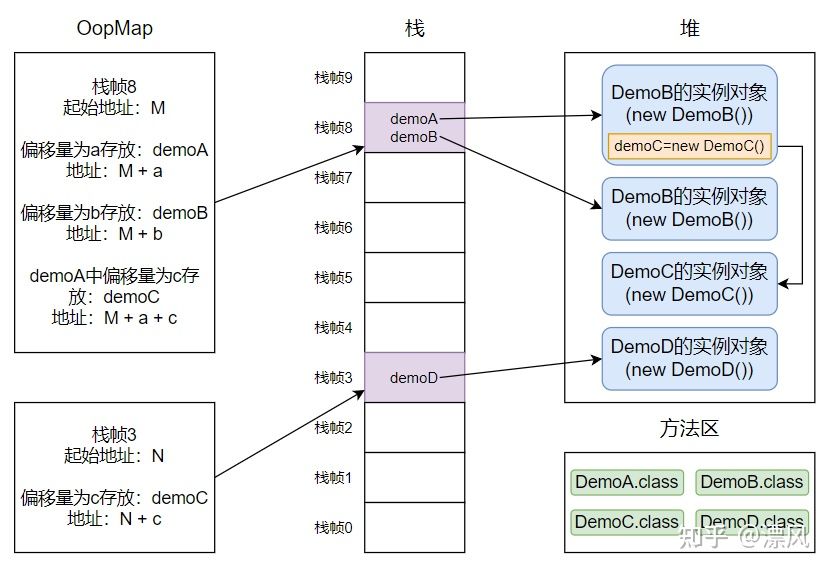 OopMap
栈帧8
起始地址：M
偏移量为a存放：demoA
地址：M + a
偏移量为b存放：demoB
地址：M + b
demoA中偏移量为c存
放：demoC
地址：M + a + c
栈帧3
起始地址：N
偏移量为c存放：demoC
地址：N + c
栈
栈帧9
栈帧8
demoA
demoB
栈帧7
栈帧6
栈帧5
栈帧4
栈帧3
demoD
栈帧2
栈帧1
栈帧0
堆
DemoB的实例对象
(new DemoB())
demoC=new DemoC()
DemoB的实例对象
(new DemoB())
DemoC的实例对象
(new DemoC())
DemoD的实例对象
(new DemoD())
方法区
DemoA.class
DemoB.class
DemoC.class
DemoD.class
知乎 @漂风